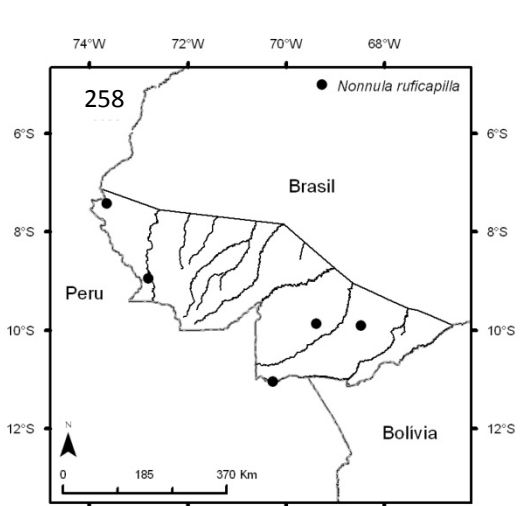 74°W 72°W 70°W 68°W
258
Nonnula ruficapilla
6°S 6°S
Brasil
8°S 8°S
Peru
10°S 10°S
Bolívia
12°S 12°S
N
0 185 370 Km